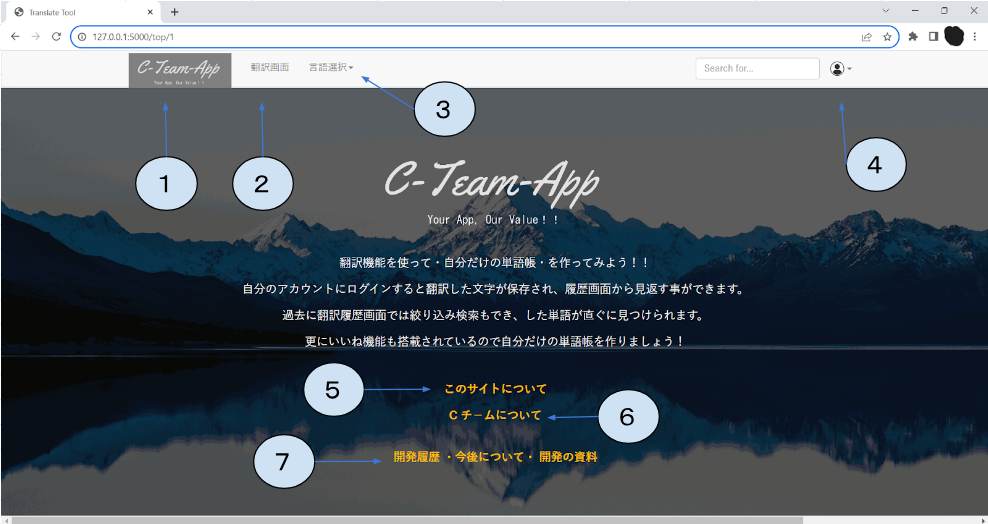 Translate Tool
127.0.0.1:5000/top/1
C-Team-App
Your App, Our Value!!
翻訳画面
言語選択
Search for...
1
2
3
4
C-Team-App
Your App, Our Value!!
翻訳機能を使って・自分だけの単語帳・を作ってみよう!!
自分のアカウントにログインすると翻訳した文字が保存され、履歴画面から見返す事ができます。
過去に翻訳履歴画面では絞り込み検索もでき、した単語が直ぐに見つけられます。
更にいいね機能も搭載されているので自分だけの単語帳を作りましょう!
5
このサイトについて
Cチームについて
6
7
開発履歴 ・今後について・ 開発の資料